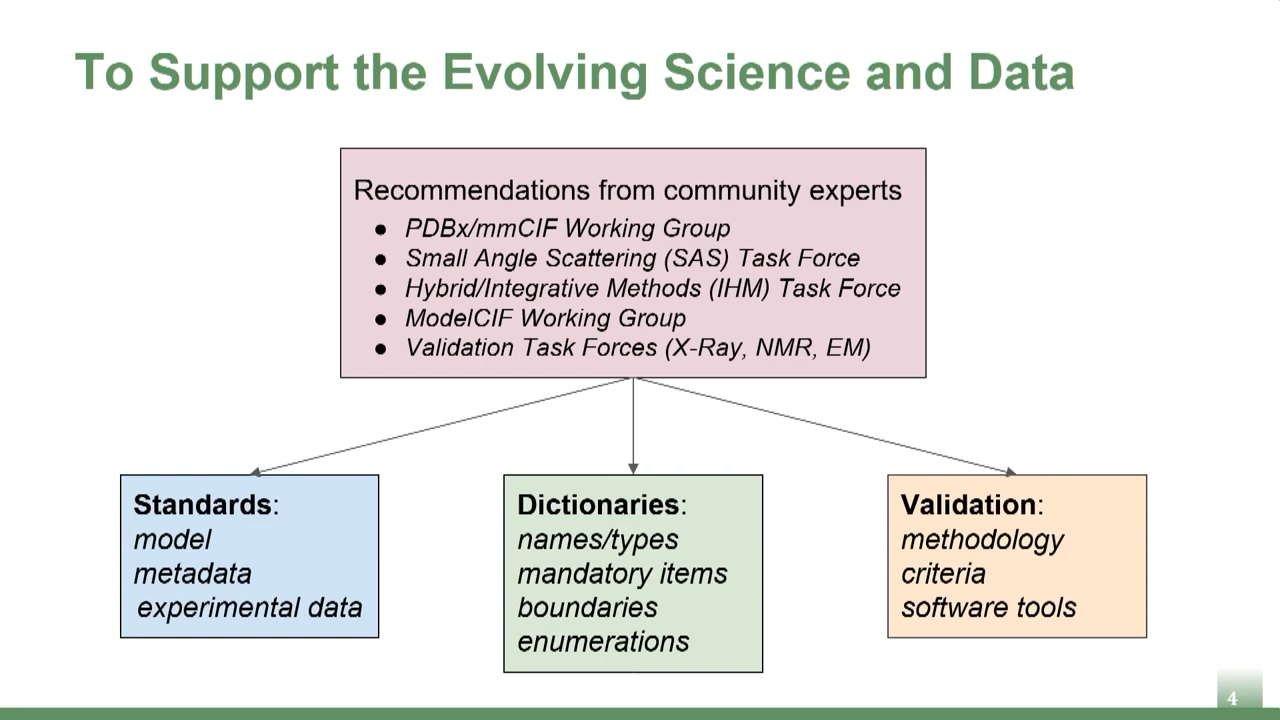 To Support the Evolving Science and Data
Recommendations from community experts
● PDBx/mmCIF Working Group
● Small Angle Scattering (SAS) Task Force
● Hybrid/Integrative Methods (IHM) Task Force
● ModelCIF Working Group
● Validation Task Forces (X-Ray, NMR, EM)
Standards:
model
metadata
experimental data
Dictionaries:
names/types
mandatory items
boundaries
enumerations
Validation:
methodology
criteria
software tools
4